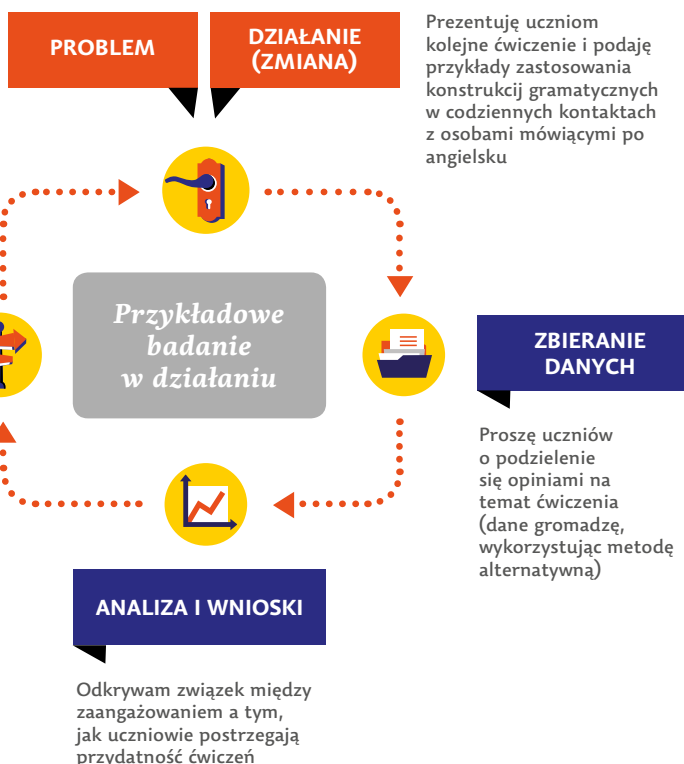 PROBLEM
DZIAŁANIE
(ZMIANA)
Prezentuję uczniom
kolejne ćwiczenie i podaję
przykłady zastosowania
konstrukcij gramatycznych
w codziennych kontaktach
z osobami mówiącymi po
angielsku
Przykładowe
badanie
w działaniu
ZBIERANIE
DANYCH
Proszę uczniów
o podzielenie
się opiniami na
temat ćwiczenia
(dane gromadzę,
wykorzystując metodę
alternatywną)
ANALIZA I WNIOSKI
Odkrywam związek między
zaangażowaniem a tym,
jak uczniowie postrzegają
przydatność ćwiczeń